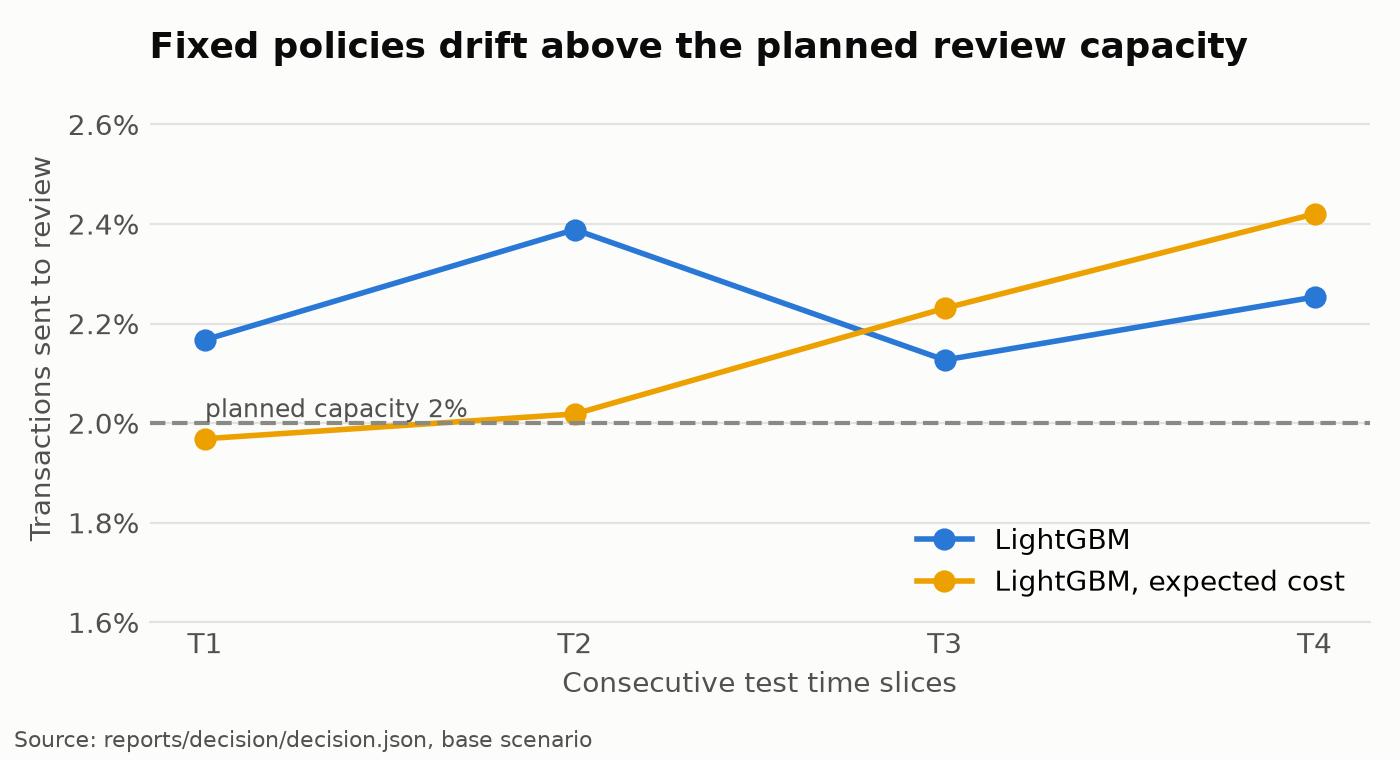 Fixed policies drift above the planned review capacity
Transactions sent to review
2.6%
2.4%
2.2%
2.0%
1.8%
1.6%
planned capacity 2%
LightGBM
LightGBM, expected cost
T1
T2
T3
T4
Consecutive test time slices
Source: reports/decision/decision.json, base scenario